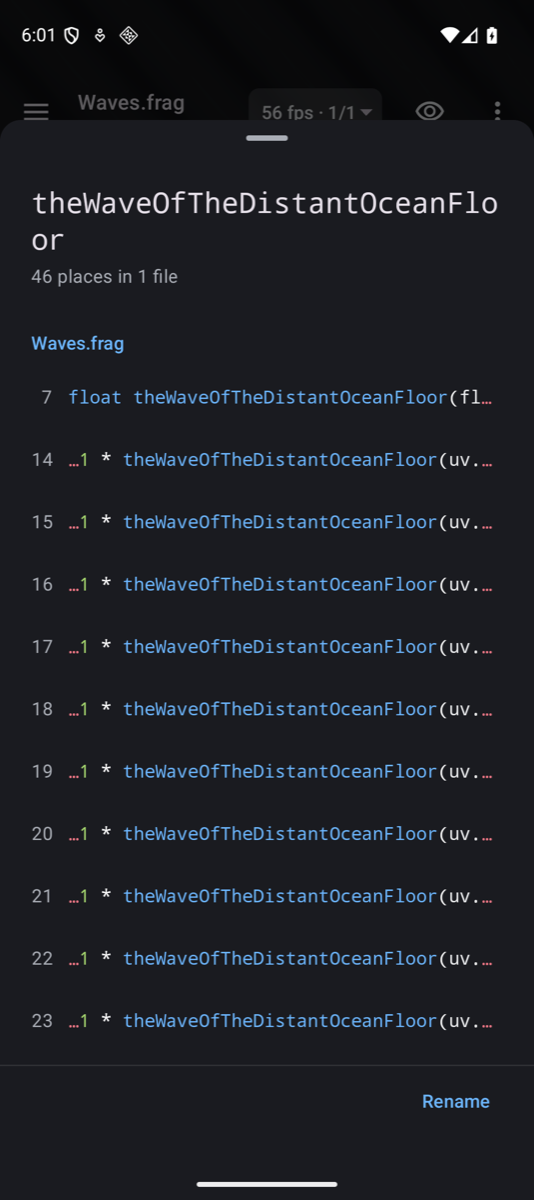 6:01
Waves.frag
56 fps · 1/1
theWaveOfTheDistantOceanFlo
or
46 places in 1 file
Waves.frag
7 float theWaveOfTheDistantOceanFloor(fl…
14 …1 * theWaveOfTheDistantOceanFloor(uv.…
15 …1 * theWaveOfTheDistantOceanFloor(uv.…
16 …1 * theWaveOfTheDistantOceanFloor(uv.…
17 …1 * theWaveOfTheDistantOceanFloor(uv.…
18 …1 * theWaveOfTheDistantOceanFloor(uv.…
19 …1 * theWaveOfTheDistantOceanFloor(uv.…
20 …1 * theWaveOfTheDistantOceanFloor(uv.…
21 …1 * theWaveOfTheDistantOceanFloor(uv.…
22 …1 * theWaveOfTheDistantOceanFloor(uv.…
23 …1 * theWaveOfTheDistantOceanFloor(uv.…
Rename